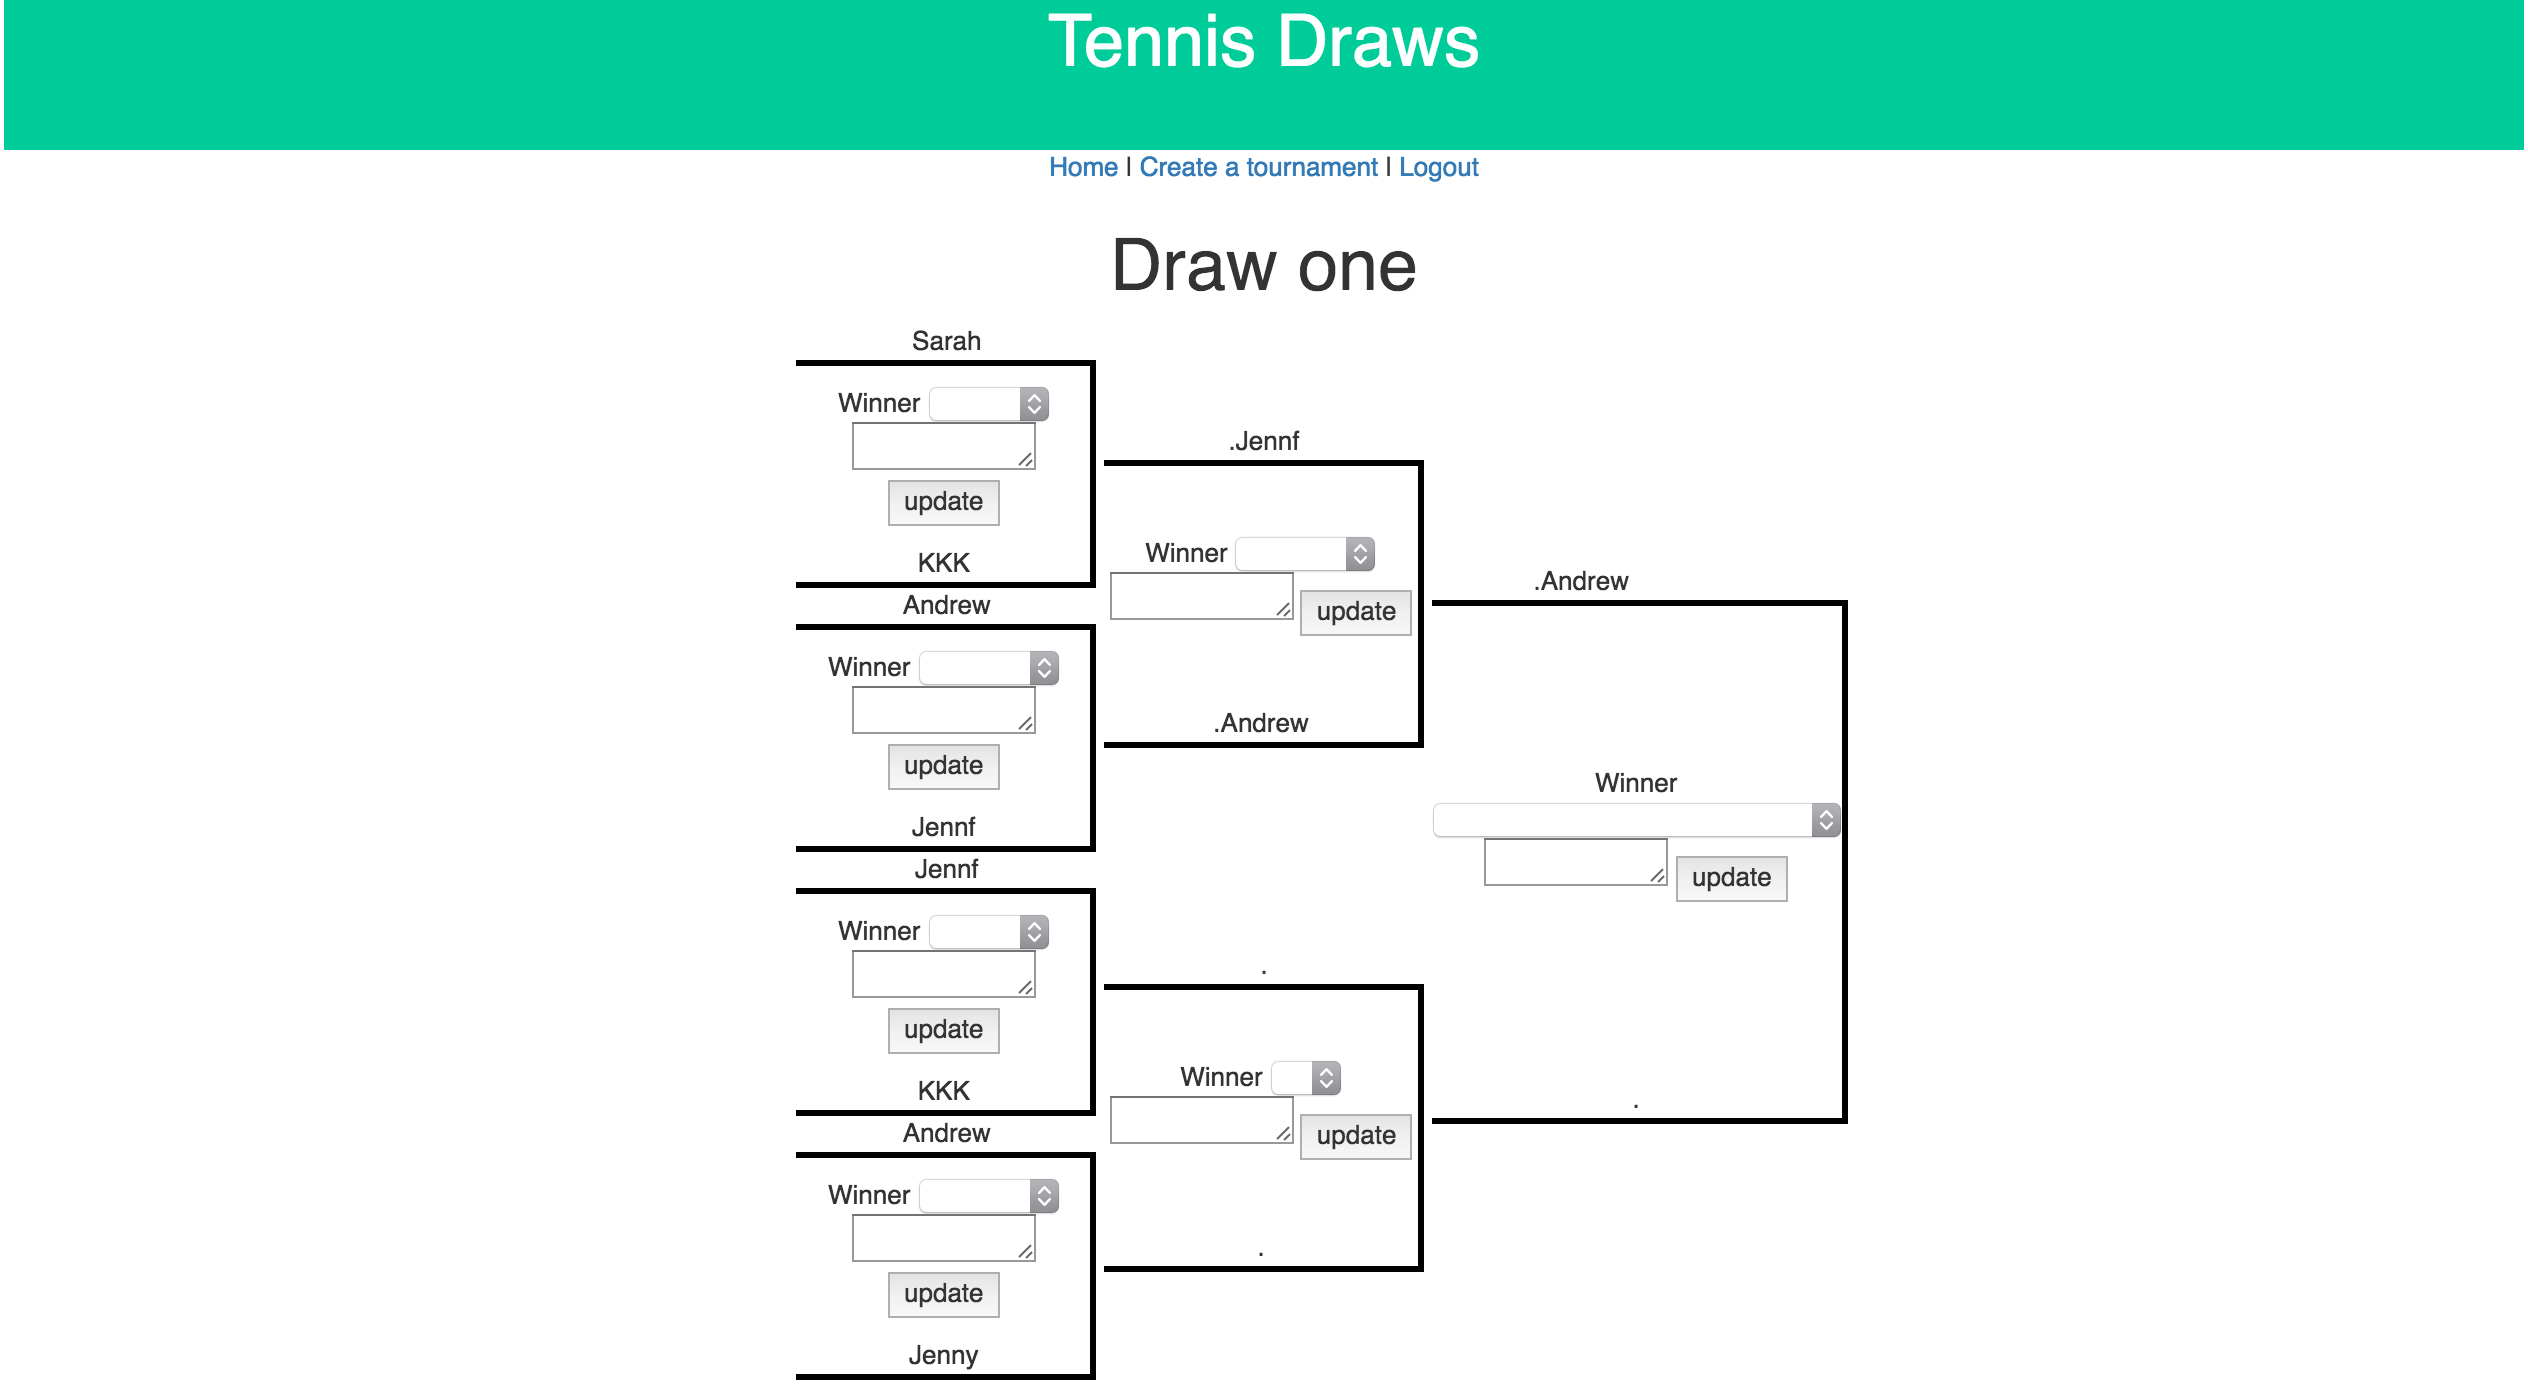 Tennis Draws
Home | Create a tournament | Logout
Draw one
Sarah
Winner
update
KKK
Andrew
Winner
update
Jennf
Jennf
Winner
update
KKK
Andrew
Winner
update
Jenny
.Jennf
Winner
update
.Andrew
.
Winner
update
.
.Andrew
Winner
update
.